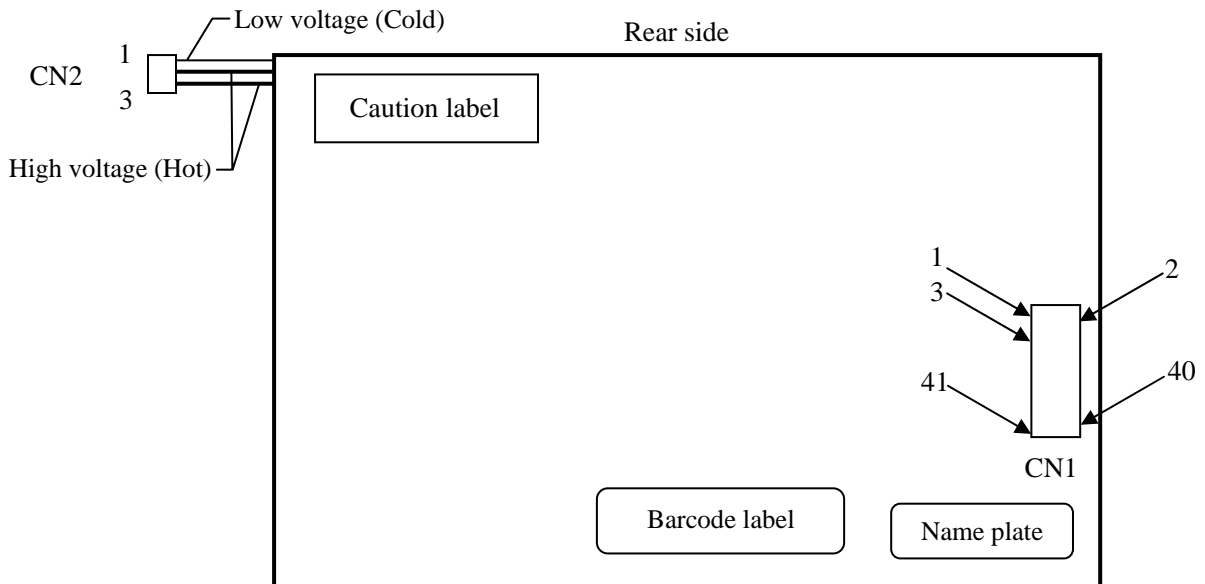 Low voltage (Cold)
Rear side
1
CN2
3
Caution label
High voltage (Hot)
1
2
3
41
40
CN1
Barcode label
Name plate